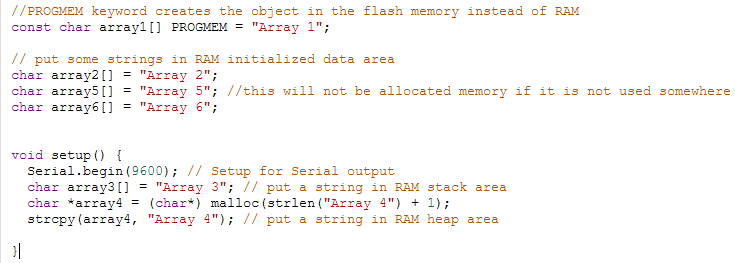 //PROGMEM keyword creates the object in the flash memory instead of RAM
const char array1[] PROGMEM = "Array 1";
// put some strings in RAM initialized data area
char array2[] = "Array 2";
char array5[] = "Array 5"; //this will not be allocated memory if it is not used somewhere
char array6[] = "Array 6";
void setup() {
  Serial.begin(9600); // Setup for Serial output
  char array3[] = "Array 3"; // put a string in RAM stack area
  char *array4 = (char*) malloc(strlen("Array 4") + 1);
  strcpy(array4, "Array 4"); // put a string in RAM heap area
}